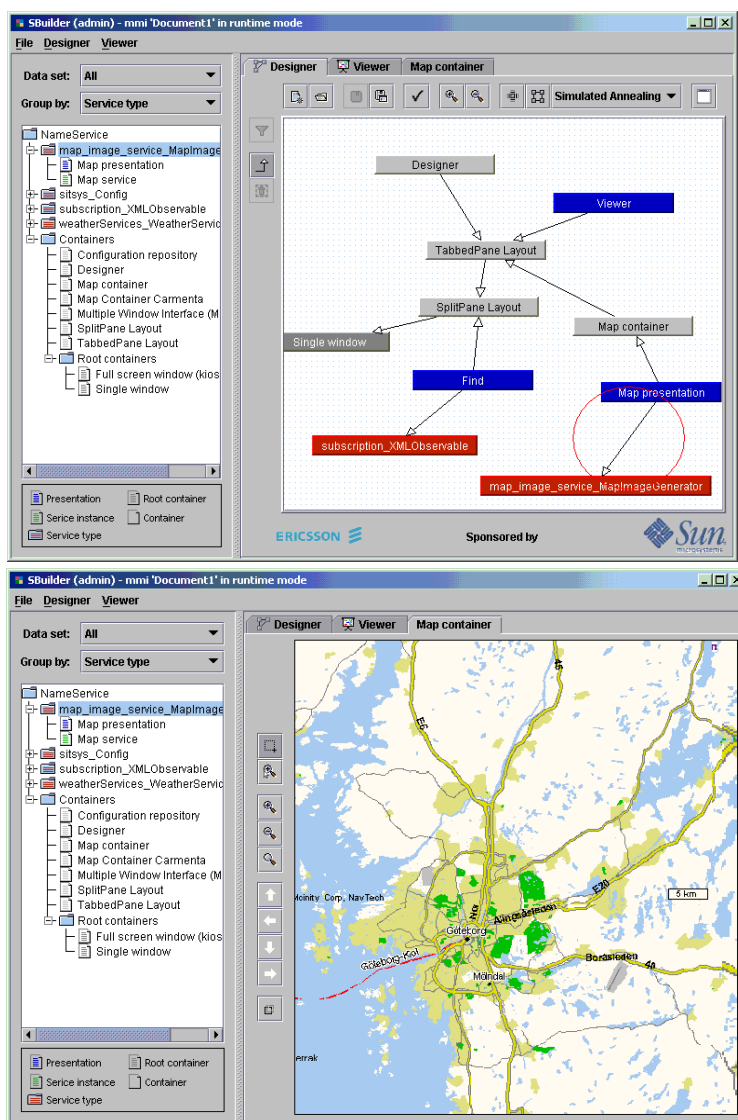 SBuilder (admin) - mmi 'Document1' in runtime mode
File Designer Viewer
Data set: All
Group by: Service type
NameService
map_image_service_MapImage
Map presentation
Map service
sitsys_Config
subscription_XMLObservable
weatherServices_WeatherServic
Containers
Configuration repository
Designer
Map container
Map Container Carmenta
Multiple Window Interface (M
SplitPane Layout
TabbedPane Layout
Root containers
Full screen window (kios
Single window
Presentation Root container
Serice instance Container
Service type
Designer Viewer Map container
Simulated Annealing
Designer
Viewer
TabbedPane Layout
SplitPane Layout
Map container
Single window
Find
Map presentation
subscription_XMLObservable
map_image_service_MapImageGenerator
ERICSSON
Sponsored by
Sun
microsystems
SBuilder (admin) - mmi 'Document1' in runtime mode
File Designer Viewer
Data set: All
Group by: Service type
NameService
map_image_service_MapImage
Map presentation
Map service
sitsys_Config
subscription_XMLObservable
weatherServices_WeatherServic
Containers
Configuration repository
Designer
Map container
Map Container Carmenta
Multiple Window Interface (M
SplitPane Layout
TabbedPane Layout
Root containers
Full screen window (kios
Single window
Presentation Root container
Serice instance Container
Service type
Designer Viewer Map container
45
E6
E20
5 km
Corp, NavTech
Alingsåsleden
Göteborg
Boråsleden
Göteborg-Kiel
Mölndal
errak